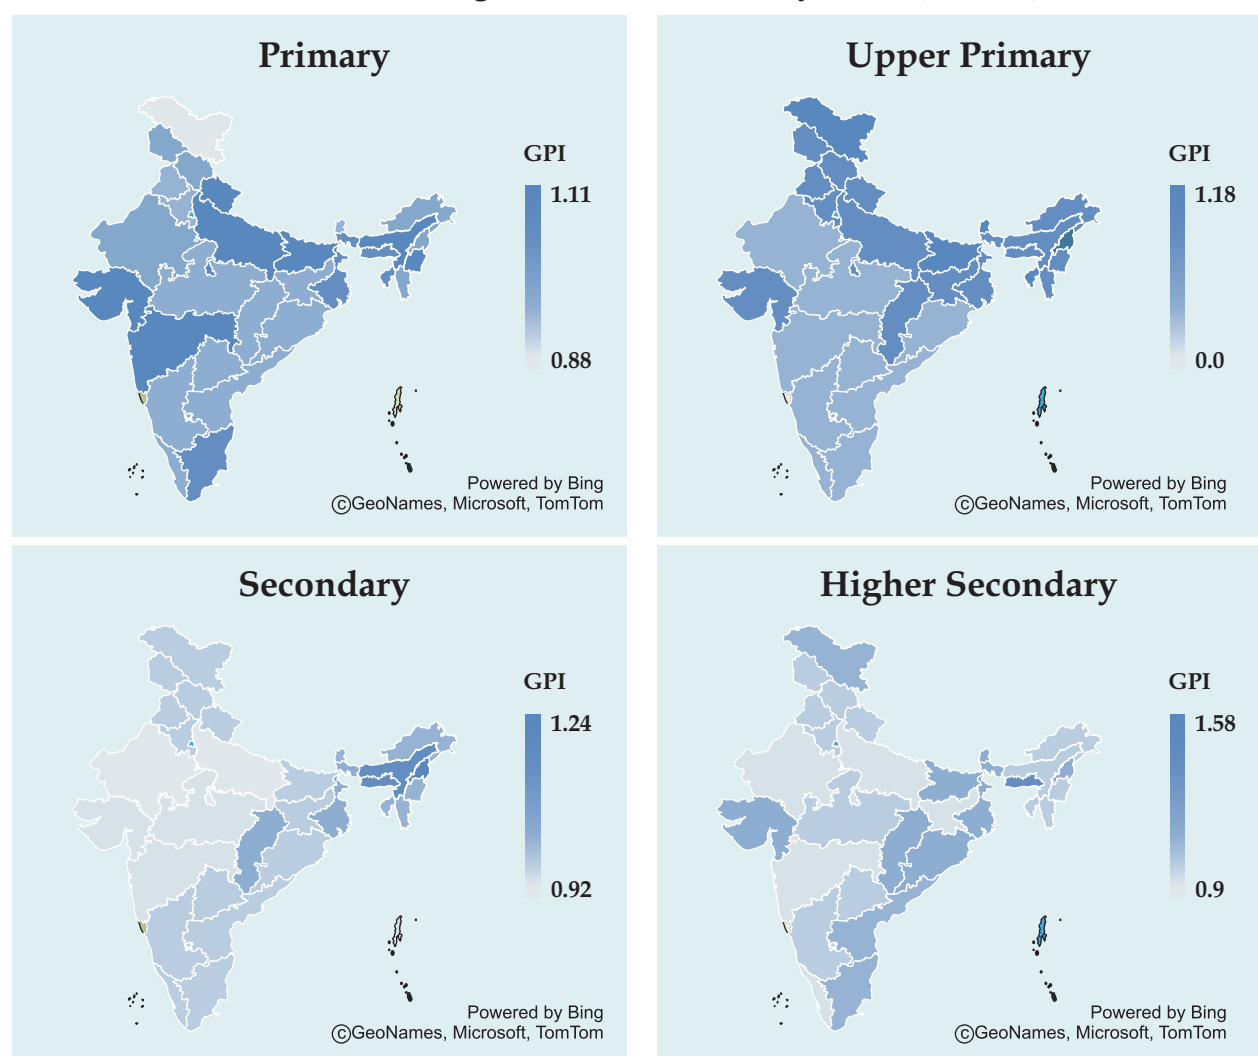 Primary
GPI
1.11
0.88
Powered by Bing
©GeoNames, Microsoft, TomTom
Upper Primary
GPI
1.18
0.0
Powered by Bing
©GeoNames, Microsoft, TomTom
Secondary
GPI
1.24
0.92
Powered by Bing
©GeoNames, Microsoft, TomTom
Higher Secondary
GPI
1.58
0.9
Powered by Bing
©GeoNames, Microsoft, TomTom